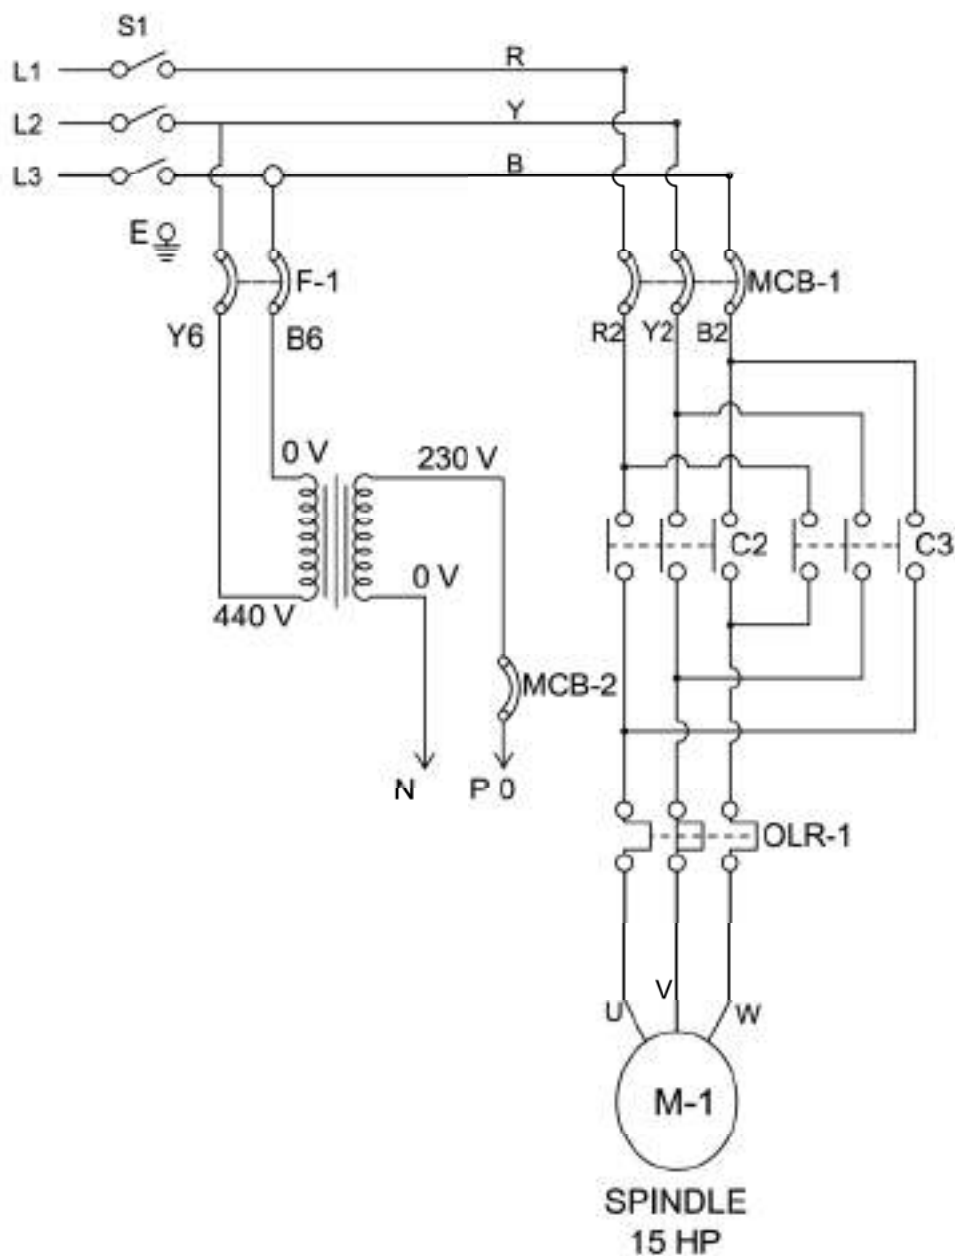 S1
L1
R
L2
Y
L3
B
E
F-1
MCB-1
Y6
B6
R2
Y2
B2
0 V
230 V
C2
C3
0 V
440 V
MCB-2
N
P 0
OLR-1
U
V
W
M-1
SPINDLE
15 HP